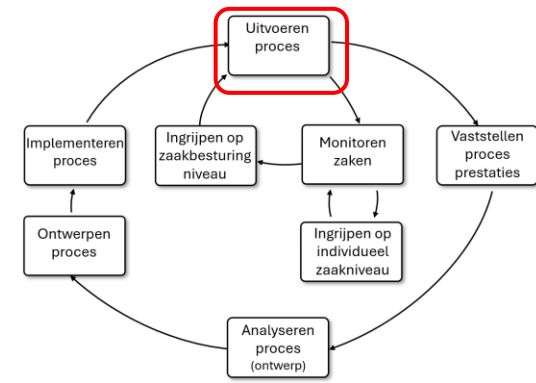 Uitvoeren
proces
Implementeren
proces
Ingrijpen op
zaakbesturing
niveau
Monitoren
zaken
Vaststellen
proces
prestaties
Ontwerpen
proces
Ingrijpen op
individueel
zaakniveau
Analyseren
proces
(ontwerp)